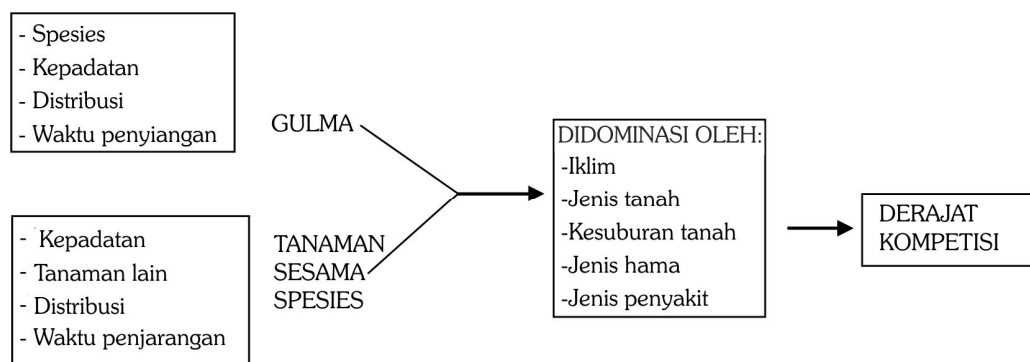 - Spesies
- Kepadatan
- Distribusi
- Waktu penyiangan
GULMA
- Kepadatan
- Tanaman lain
- Distribusi
- Waktu penjarangan
TANAMAN
SESAMA
SPESIES
DIDOMINASI OLEH:
-Iklim
-Jenis tanah
-Kesuburan tanah
-Jenis hama
-Jenis penyakit
DERAJAT
KOMPETISI